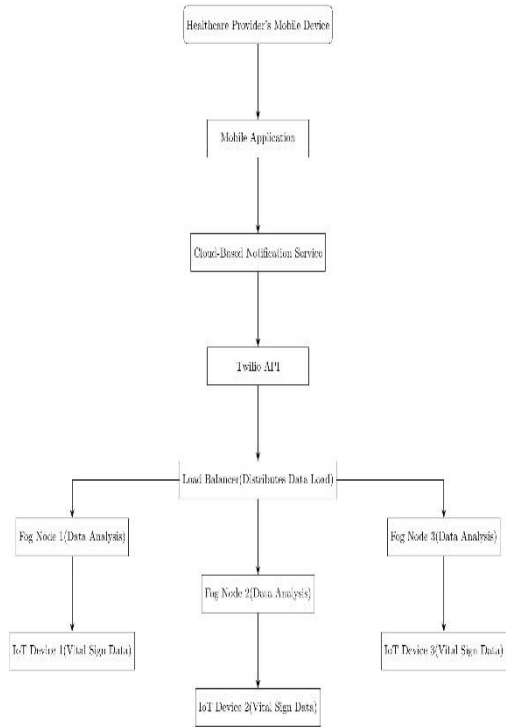 Healthcare Provider's Mobile Device
Mobile Application
Cloud-Based Notification Service
Twilio API
Load Balancer(Distributes Data Load)
Fog Node 1(Data Analysis)
Fog Node 3(Data Analysis)
Fog Node 2(Data Analysis)
IoT Device 1(Vital Sign Data)
IoT Device 3(Vital Sign Data)
IoT Device 2(Vital Sign Data)